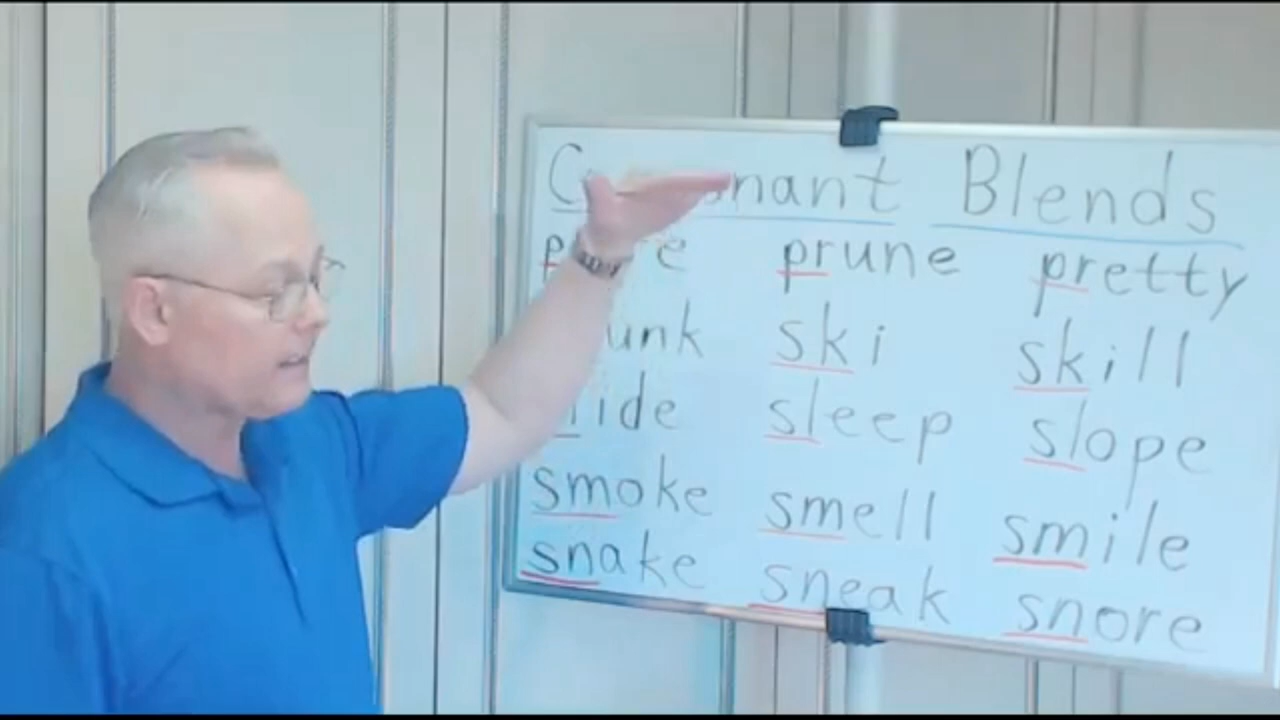 Blends
prune pretty
ski skill
sleep slope
smoke smell smile
snake sneak snore